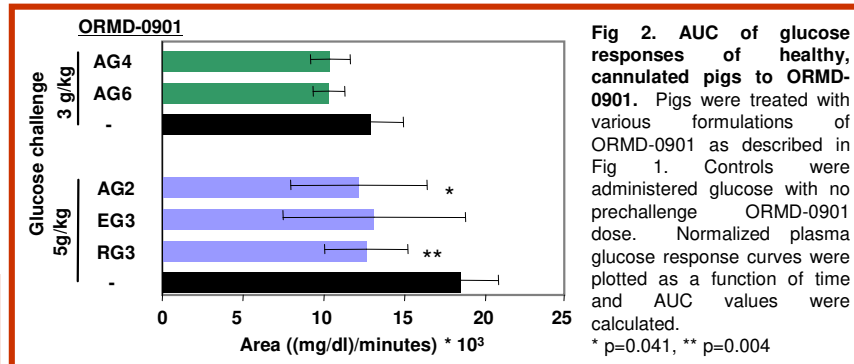 ORMD-0901
Glucose challenge
3 g/kg
5g/kg
AG4
AG6
-
AG2
*
EG3
RG3
**
-
0 5 10 15 20 25
Area ((mg/dl)/minutes) * 10³
Fig 2. AUC of glucose
responses of healthy,
cannulated pigs to ORMD-
0901. Pigs were treated with
various formulations of
ORMD-0901 as described in
Fig 1. Controls were
administered glucose with no
prechallenge ORMD-0901
dose. Normalized plasma
glucose response curves were
plotted as a function of time
and AUC values were
calculated.
* p=0.041, ** p=0.004